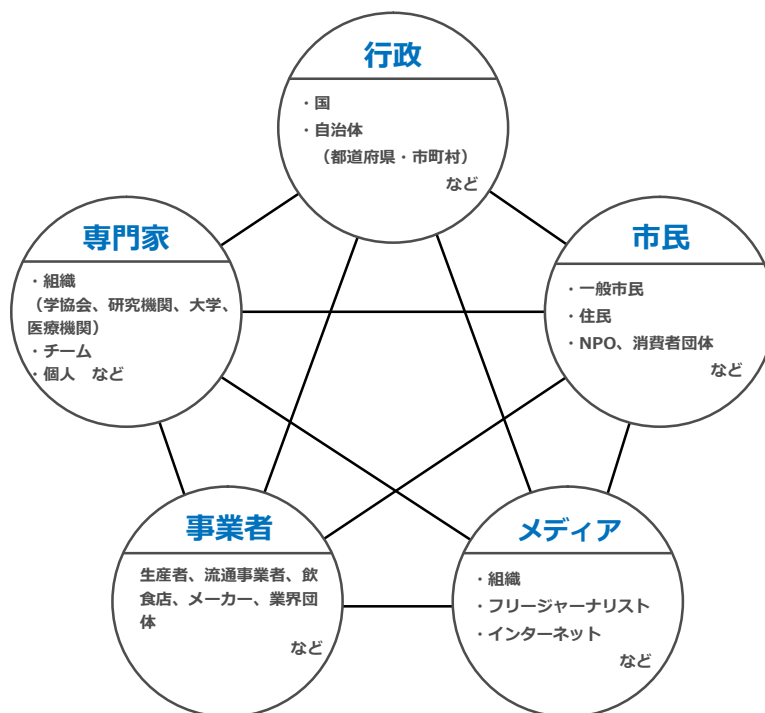 行政
・国
・自治体
（都道府県・市町村）
など
専門家
・組織
（学協会、研究機関、大学、
医療機関）
・チーム
・個人　など
市民
・一般市民
・住民
・NPO、消費者団体
など
事業者
生産者、流通事業者、飲
食店、メーカー、業界団
体
など
メディア
・組織
・フリージャーナリスト
・インターネット
など